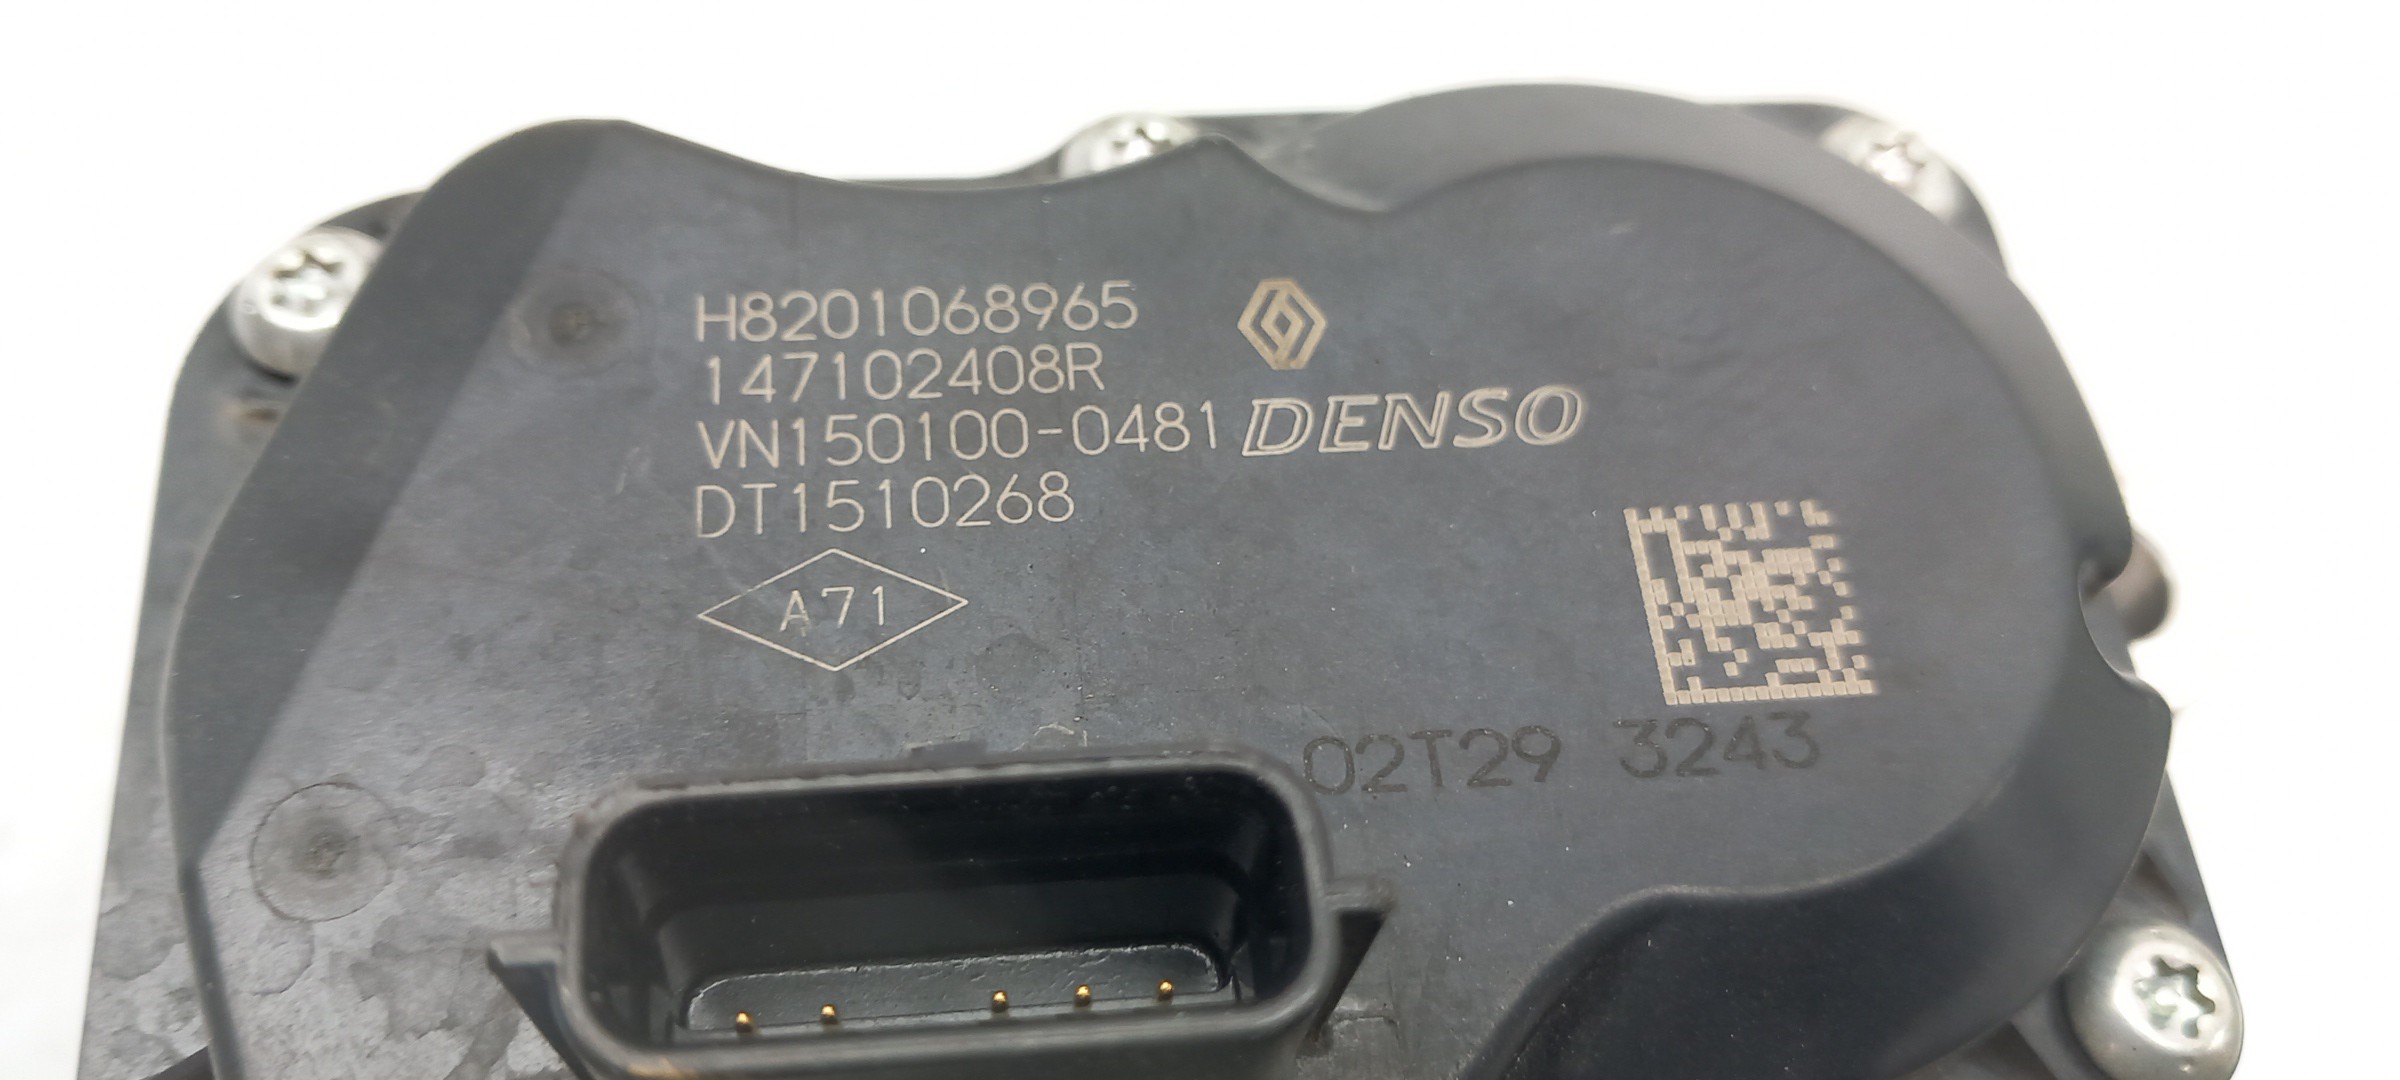 H8201068965
147102408R
VN150100-0481 DENSO
DT1510268
A71
02T29 3243